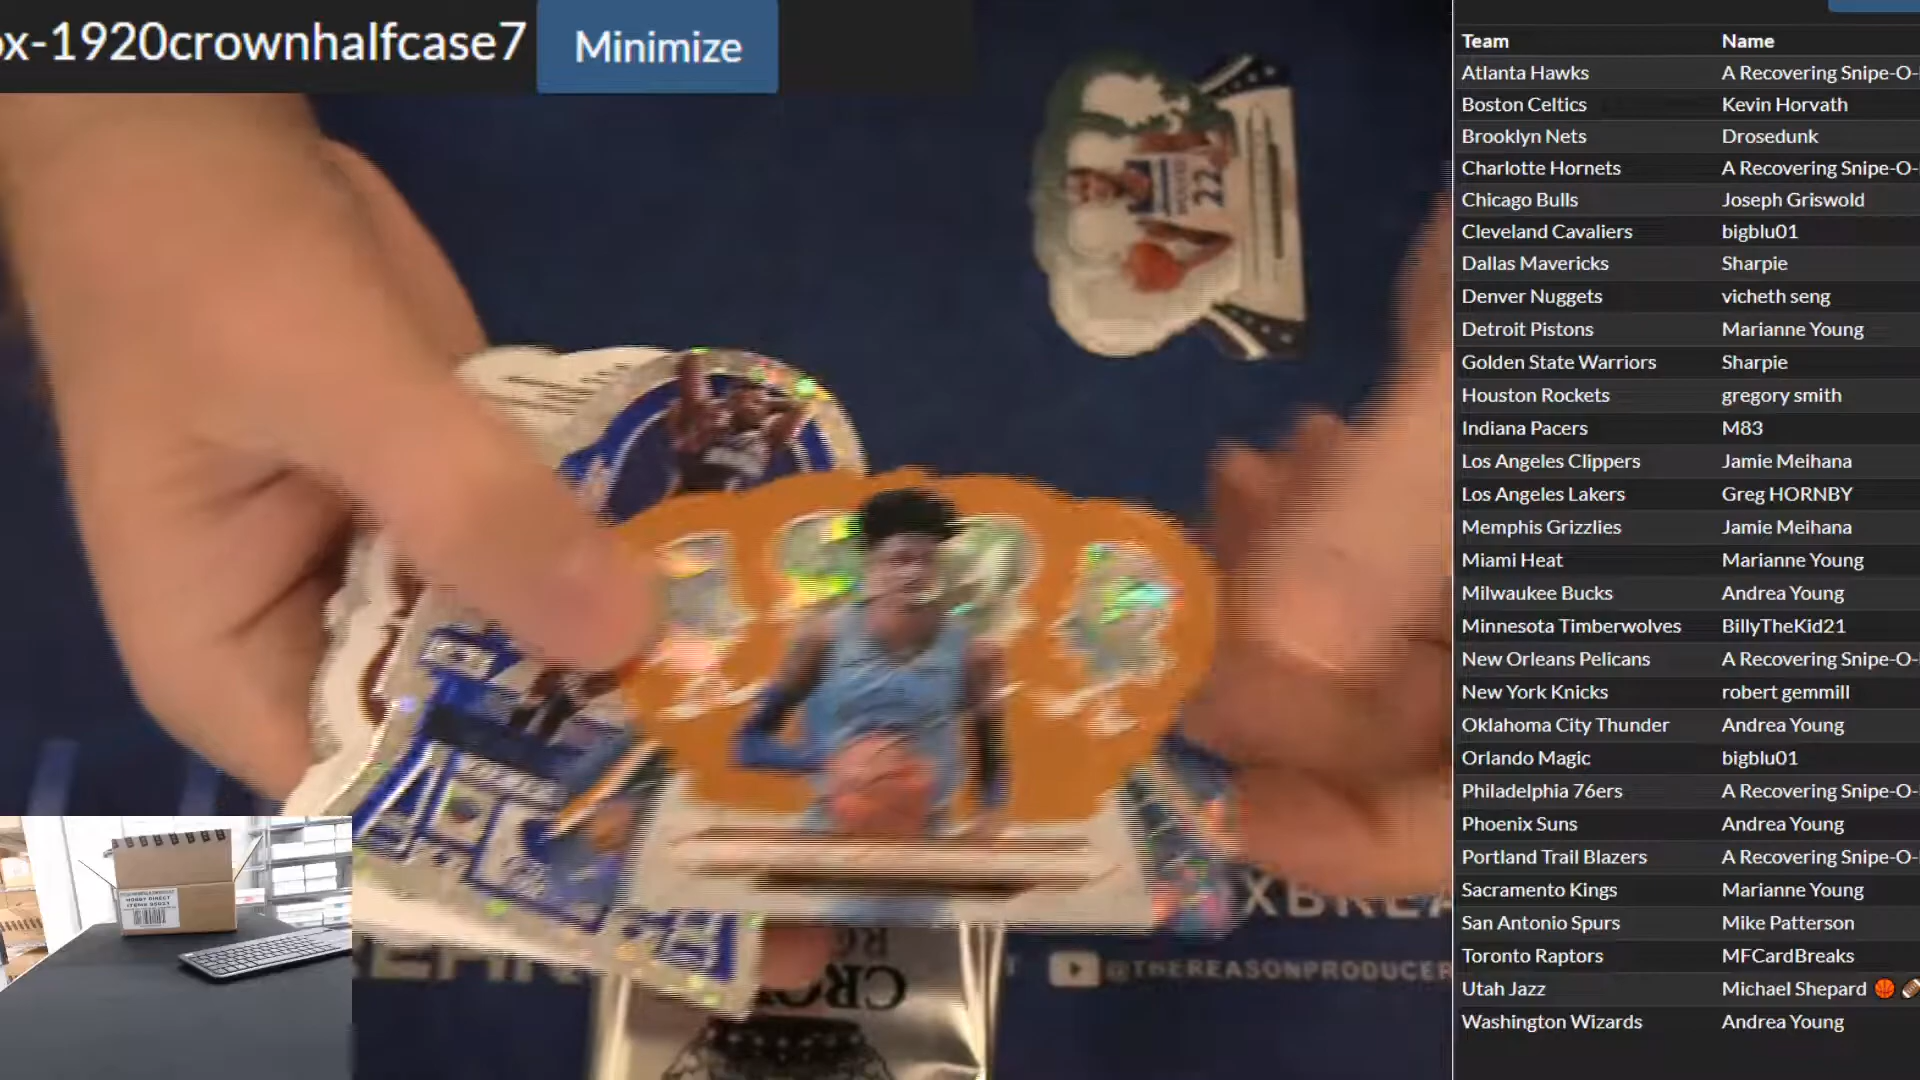 ox-1920crownhalfcase7
Minimize
Team Name
Atlanta Hawks A Recovering Snipe-O-
Boston Celtics Kevin Horvath
Brooklyn Nets Drosedunk
Charlotte Hornets A Recovering Snipe-O-
Chicago Bulls Joseph Griswold
Cleveland Cavaliers bigblu01
Dallas Mavericks Sharpie
Denver Nuggets vicheth seng
Detroit Pistons Marianne Young
Golden State Warriors Sharpie
Houston Rockets gregory smith
Indiana Pacers M83
Los Angeles Clippers Jamie Meihana
Los Angeles Lakers Greg HORNBY
Memphis Grizzlies Jamie Meihana
Miami Heat Marianne Young
Milwaukee Bucks Andrea Young
Minnesota Timberwolves BillyTheKid21
New Orleans Pelicans A Recovering Snipe-O-
New York Knicks robert gemmill
Oklahoma City Thunder Andrea Young
Orlando Magic bigblu01
Philadelphia 76ers A Recovering Snipe-O-
Phoenix Suns Andrea Young
Portland Trail Blazers A Recovering Snipe-O-
Sacramento Kings Marianne Young
San Antonio Spurs Mike Patterson
Toronto Raptors MFCardBreaks
Utah Jazz Michael Shepard 🏀 🏈
Washington Wizards Andrea Young
22
XBREA
@THEREASONPRODUCER